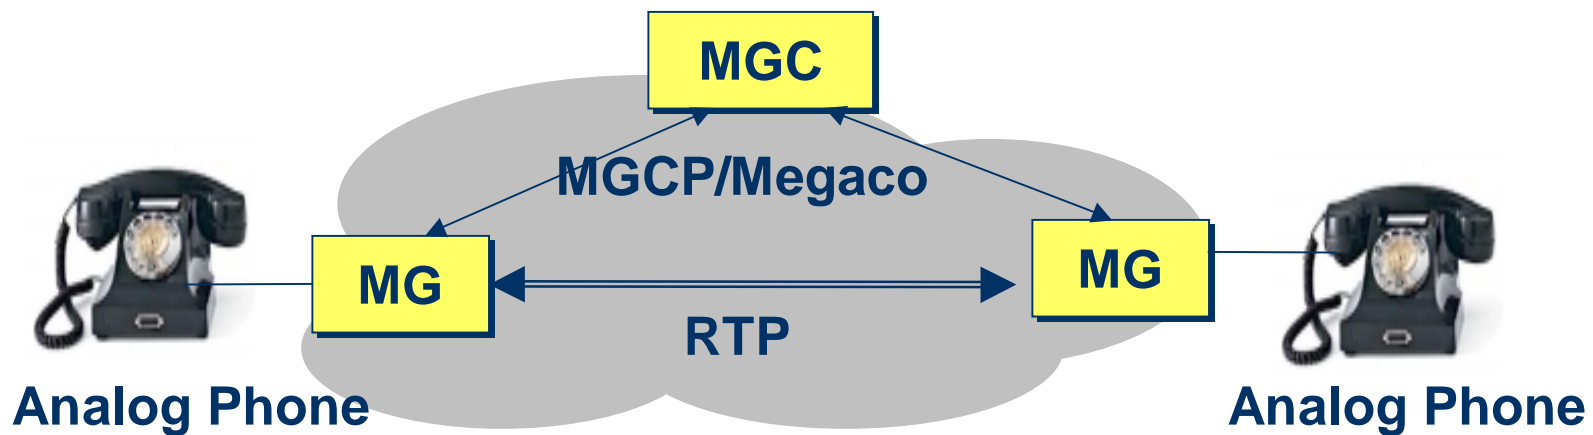 MGC
MGCP/Megaco
MG
MG
RTP
Analog Phone
Analog Phone